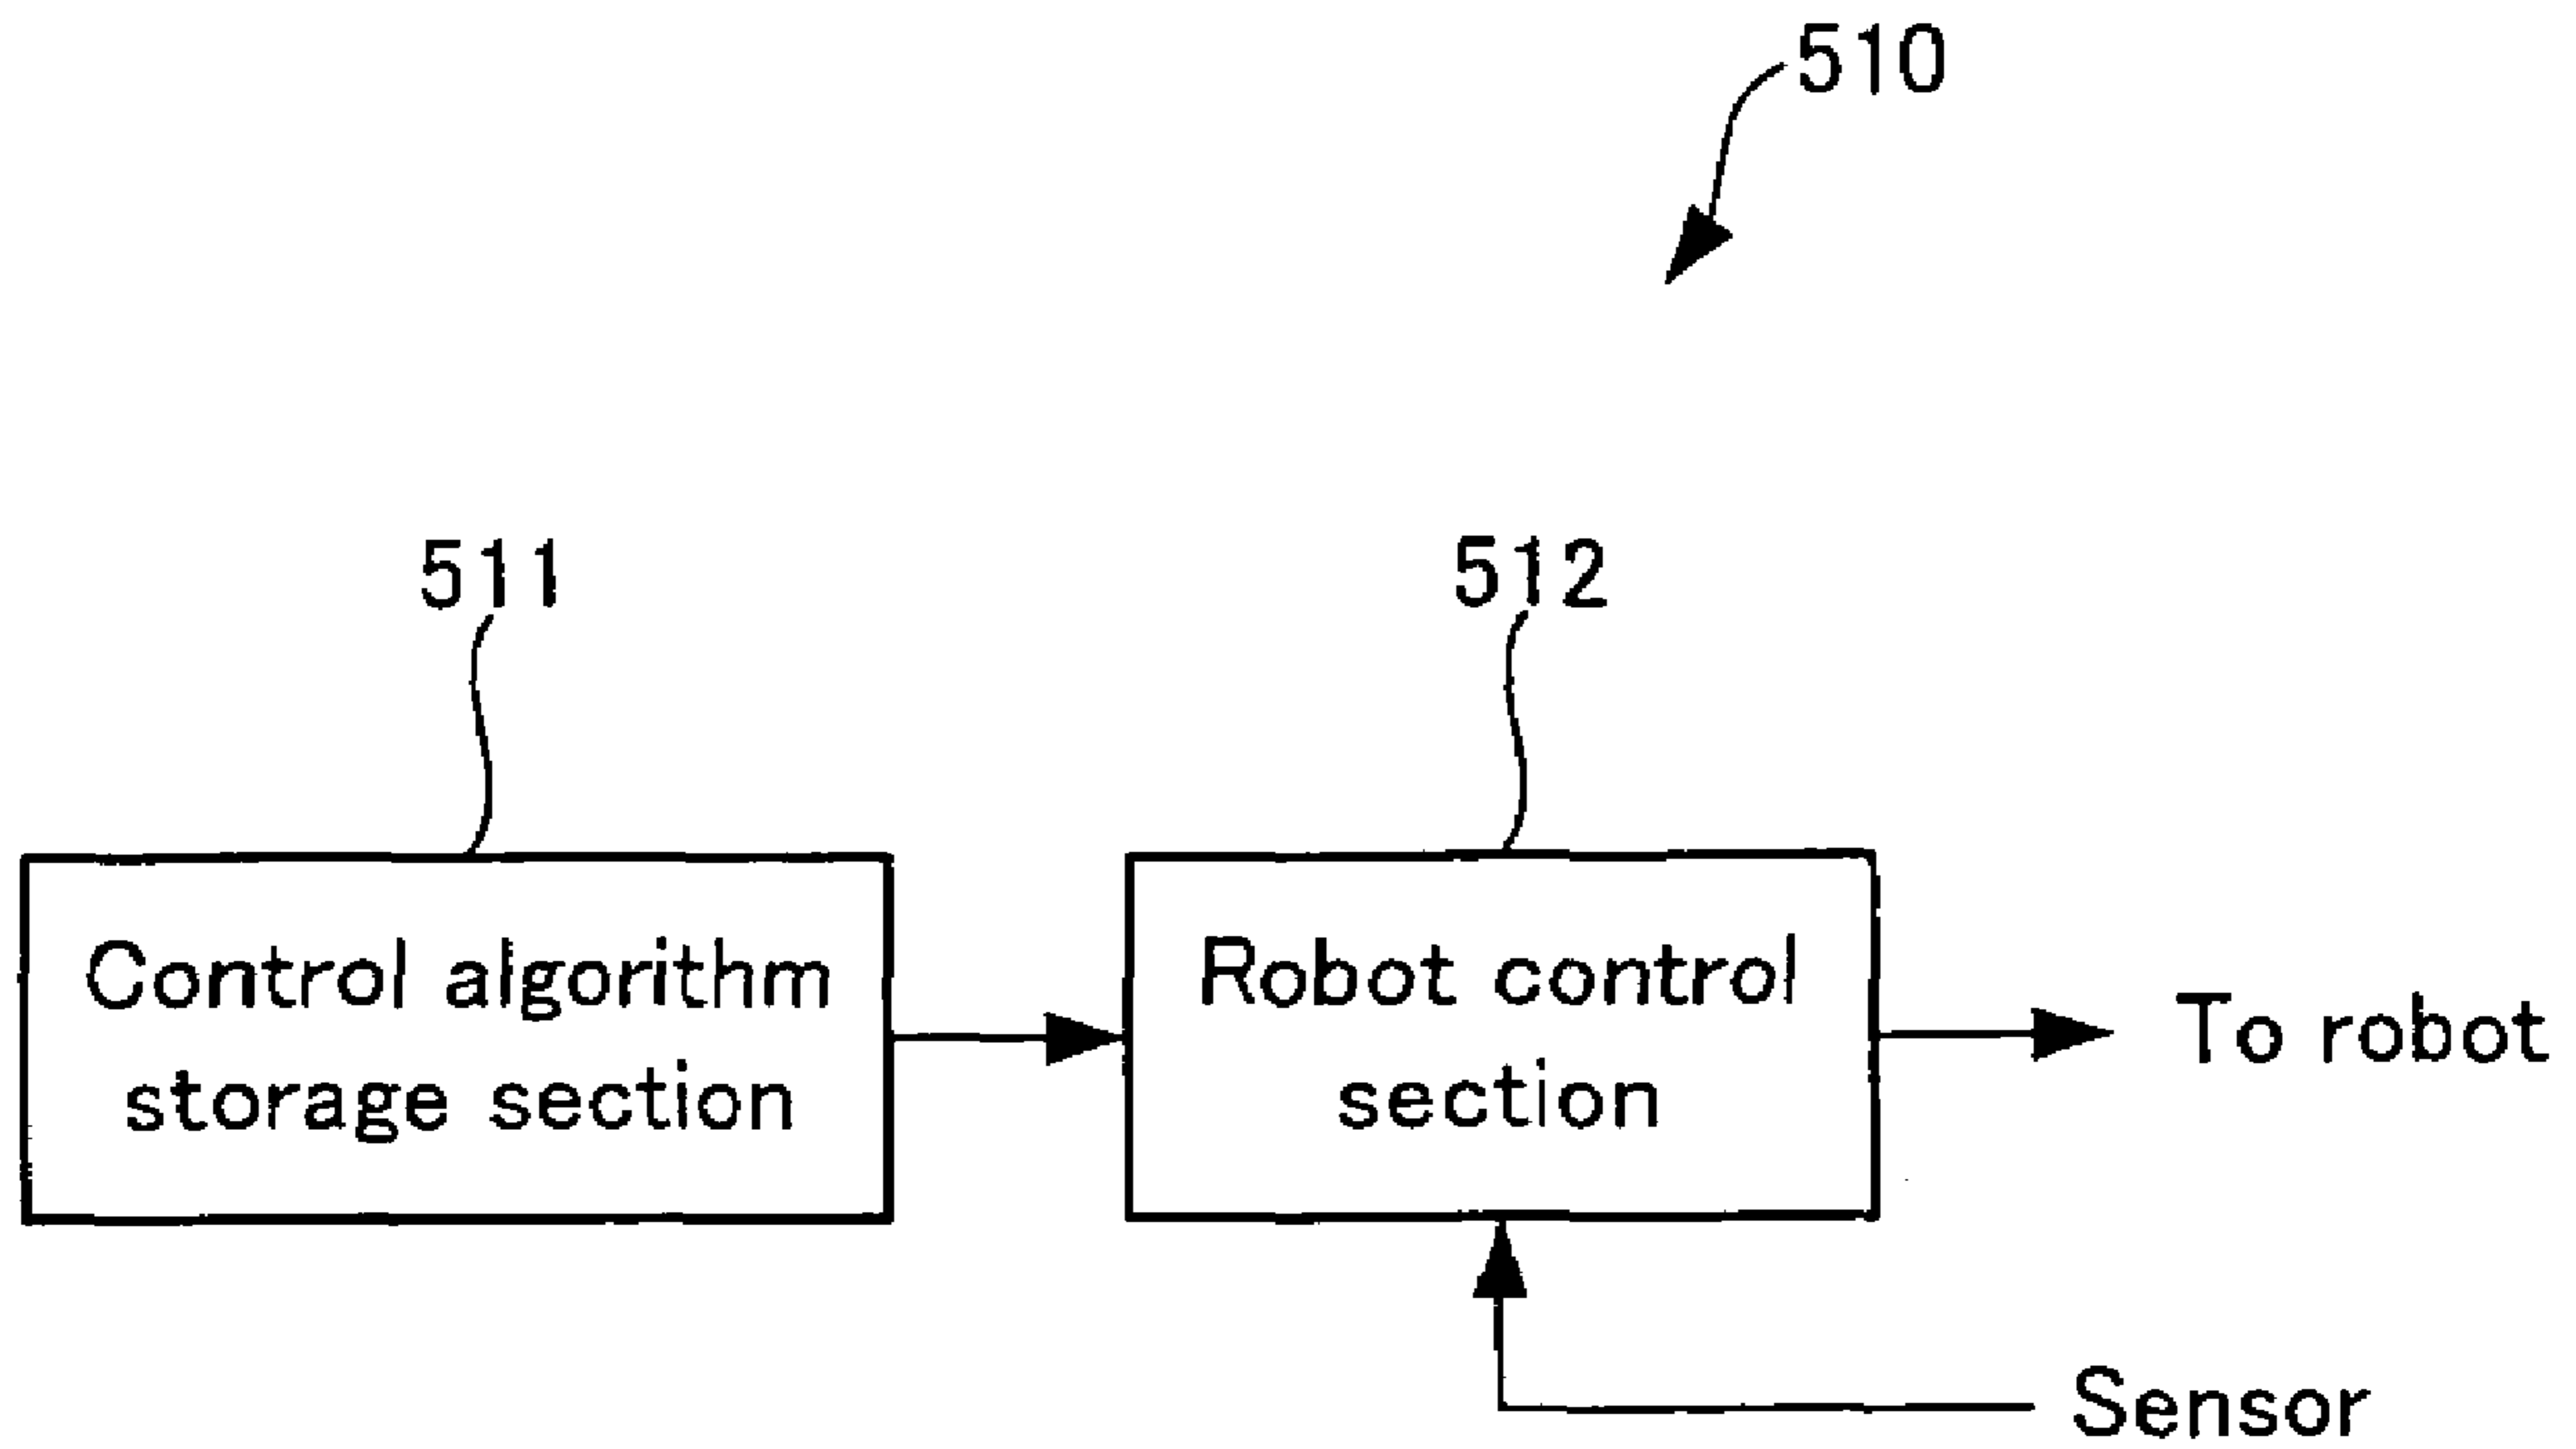 510
511
512
Control algorithm
storage section
Robot control
section
To robot
Sensor